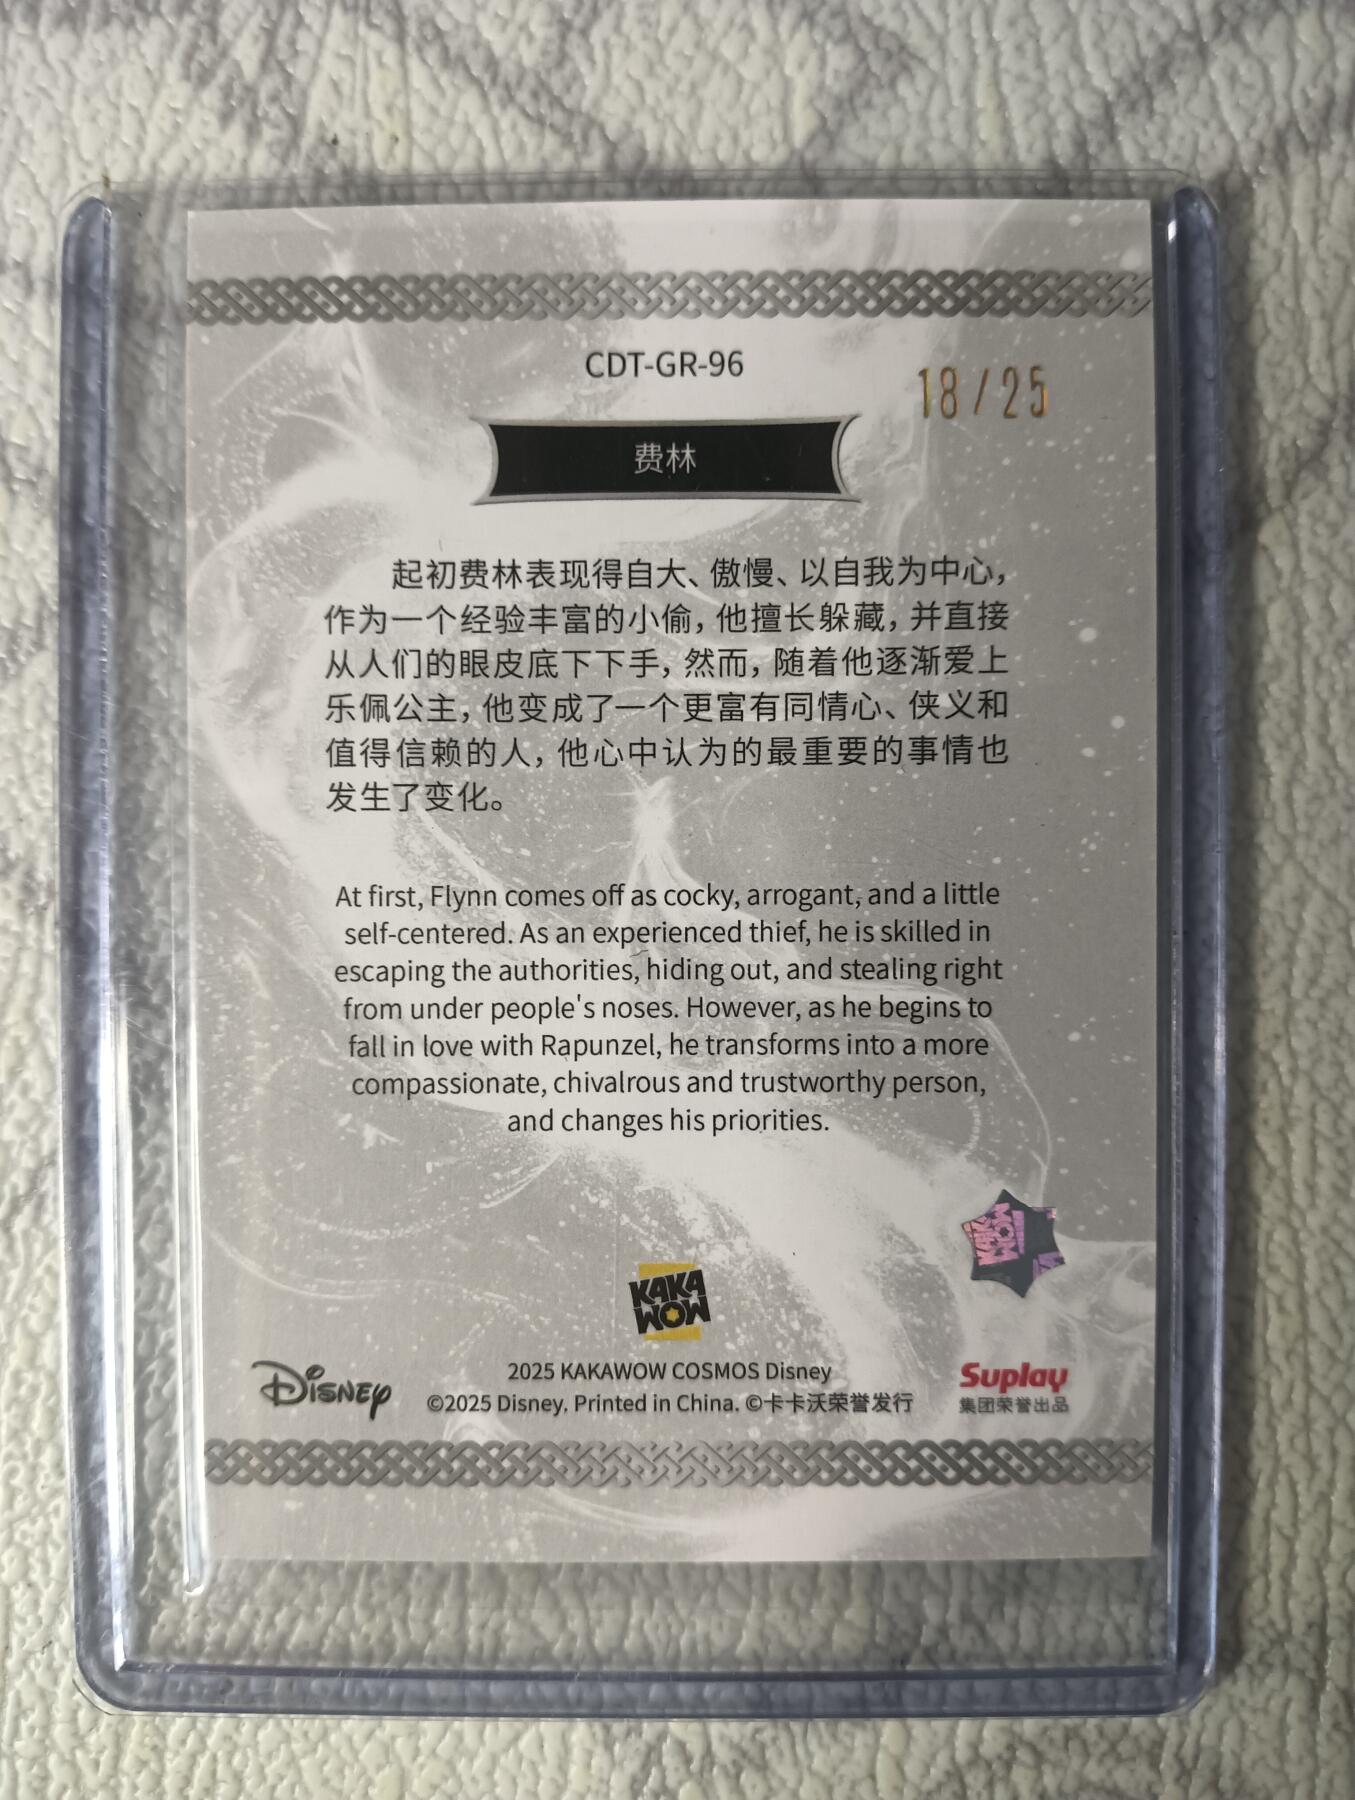 CDT-GR-96
18/25
费林
起初费林表现得自大、傲慢、以自我为中心，
作为一个经验丰富的小偷，他擅长躲藏，并直接
从人们的眼皮底下下手，然而，随着他逐渐爱上
乐佩公主，他变成了一个更富有同情心、侠义和
值得信赖的人，他心中认为的最重要的事情也
发生了变化。
At first, Flynn comes off as cocky, arrogant, and a little
self-centered. As an experienced thief, he is skilled in
escaping the authorities, hiding out, and stealing right
from under people's noses. However, as he begins to
fall in love with Rapunzel, he transforms into a more
compassionate, chivalrous and trustworthy person,
and changes his priorities.
KAKA
WOW
KAK
WOW
Disney
2025 KAKAWOW COSMOS Disney
©2025 Disney. Printed in China. ©卡卡沃荣誉发行
Suplay
集团荣誉出品